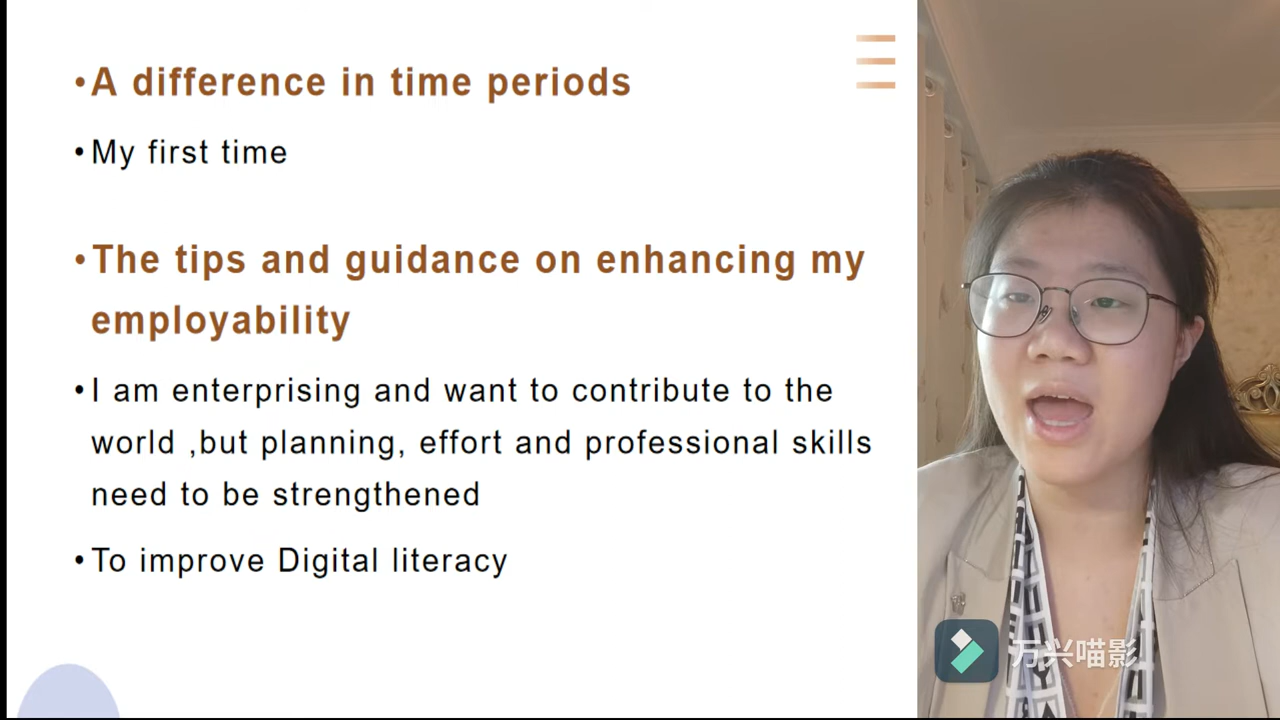 •A difference in time periods
•My first time
•The tips and guidance on enhancing my
employability
•I am enterprising and want to contribute to the
world ,but planning, effort and professional skills
need to be strengthened
•To improve Digital literacy
万兴喵影